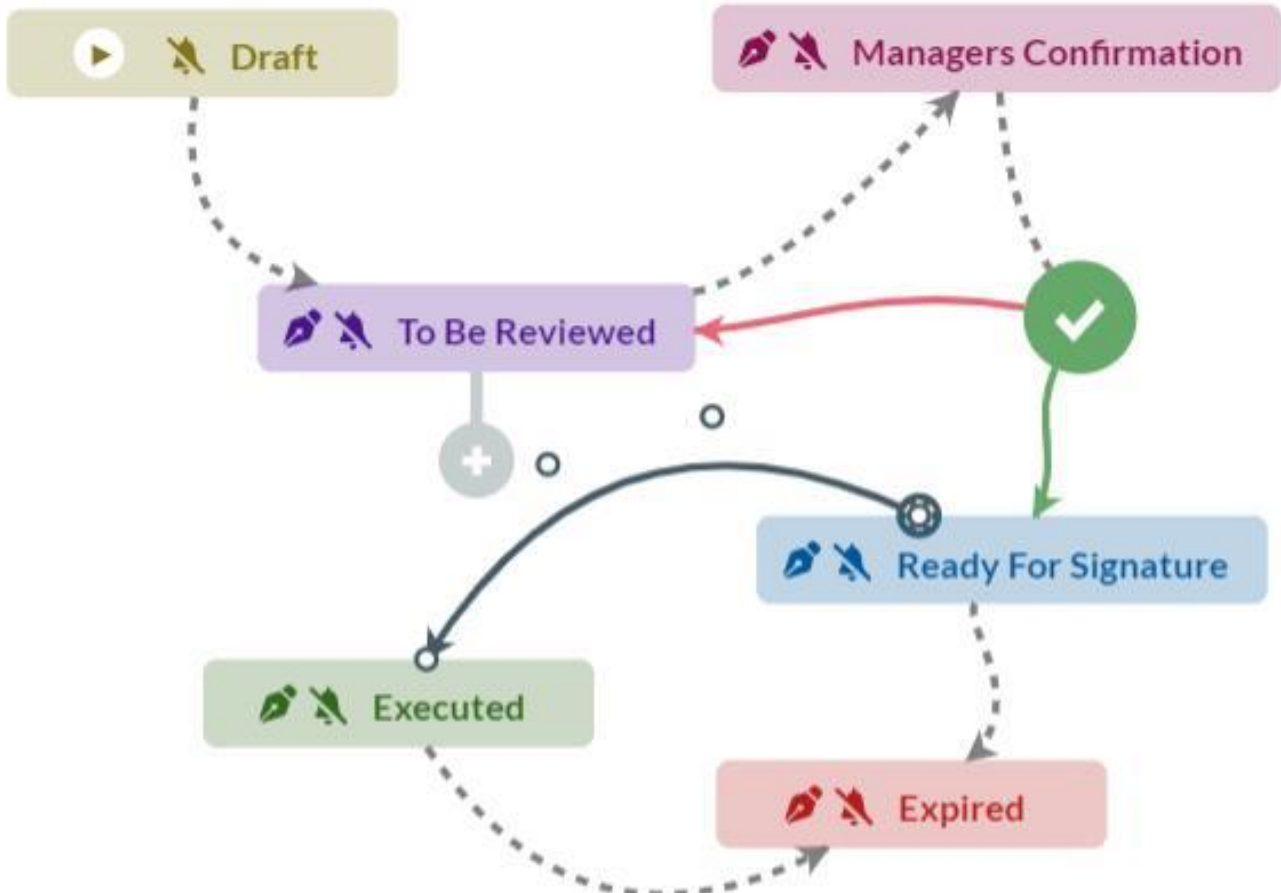 Draft
Managers Confirmation
To Be Reviewed
Ready For Signature
Executed
Expired